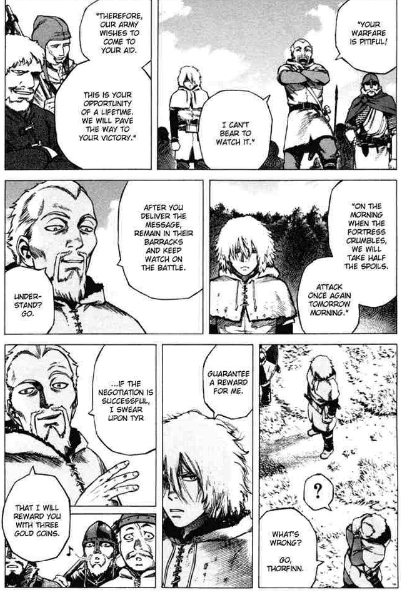 "YOUR
WARFARE
IS
PITIFUL!
I CAN'T
BEAR TO
WATCH IT."
"THEREFORE,
OUR ARMY
WISHES TO
COME TO
YOUR AID.
THIS IS YOUR
OPPORTUNITY
OF A LIFETIME.
WE WILL PAVE
THE WAY TO
YOUR VICTORY."
"ON THE
MORNING
WHEN THE
FORTRESS
CRUMBLES,
WE WILL
TAKE HALF
THE SPOILS.
ATTACK
ONCE AGAIN
TOMORROW
MORNING."
AFTER YOU
DELIVER THE
MESSAGE,
REMAIN IN THEIR
BARRACKS
AND KEEP
WATCH ON
THE BATTLE.
UNDER-
STAND?
GO.
?
WHAT'S
WRONG?
GO,
THORFINN.
GUARANTEE
A REWARD
FOR ME.
...IF THE
NEGOTIATION IS
SUCCESSFUL,
I SWEAR
UPON TYR
THAT I WILL
REWARD YOU
WITH THREE
GOLD COINS.